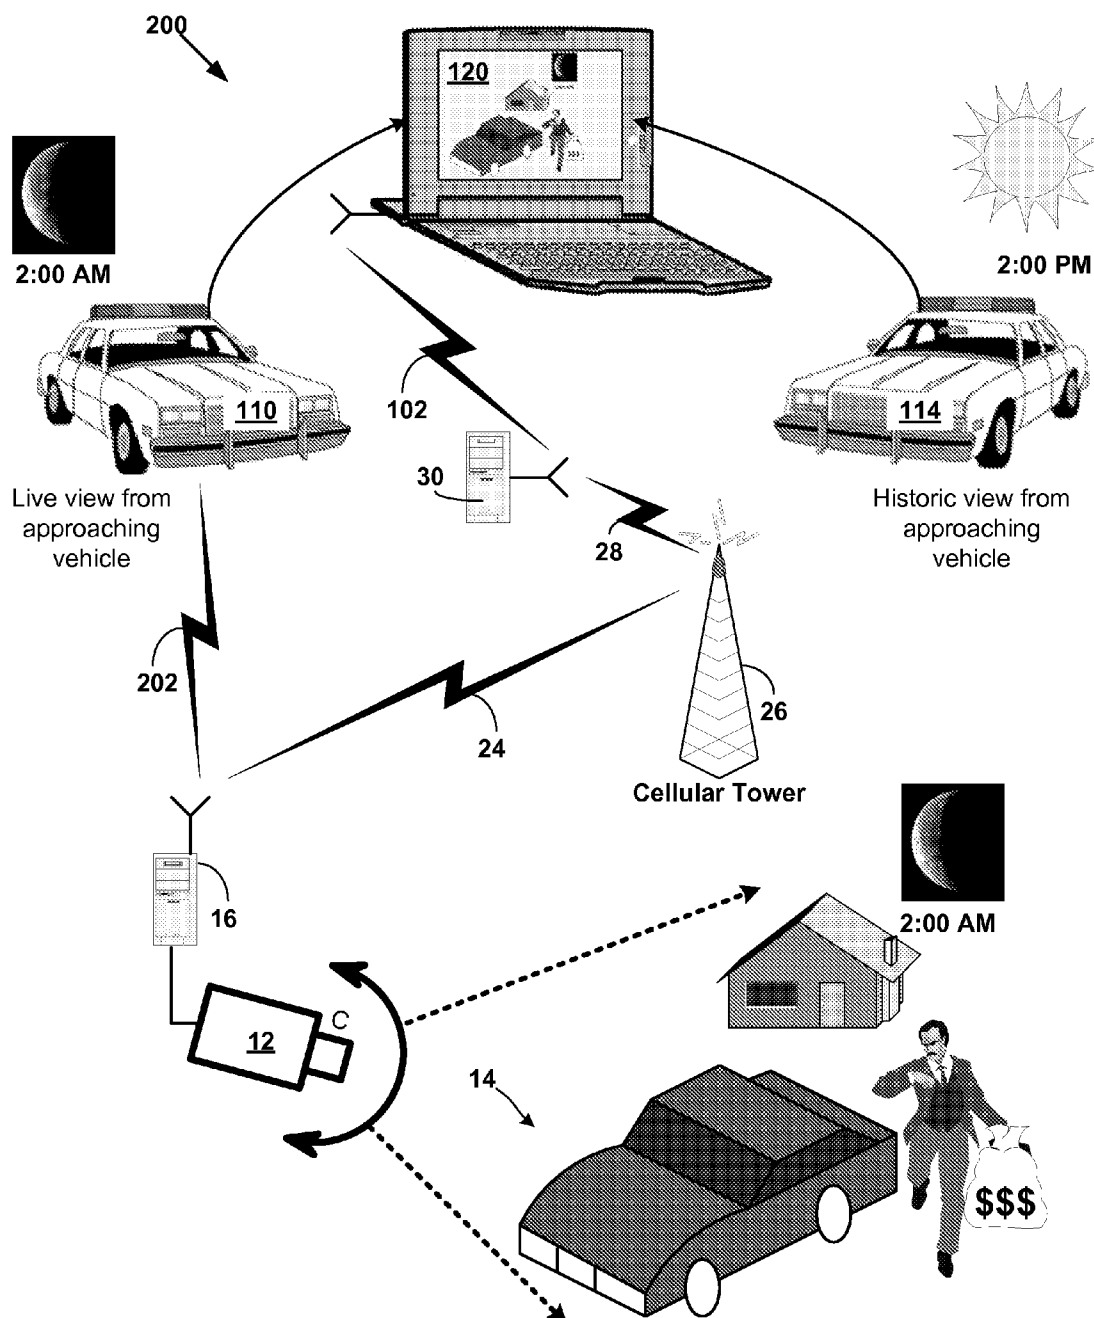 200
120
2:00 AM
2:00 PM
110
102
114
30
Live view from
approaching
vehicle
28
Historic view from
approaching
vehicle
202
24
26
Cellular Tower
16
2:00 AM
C
12
14
$$$